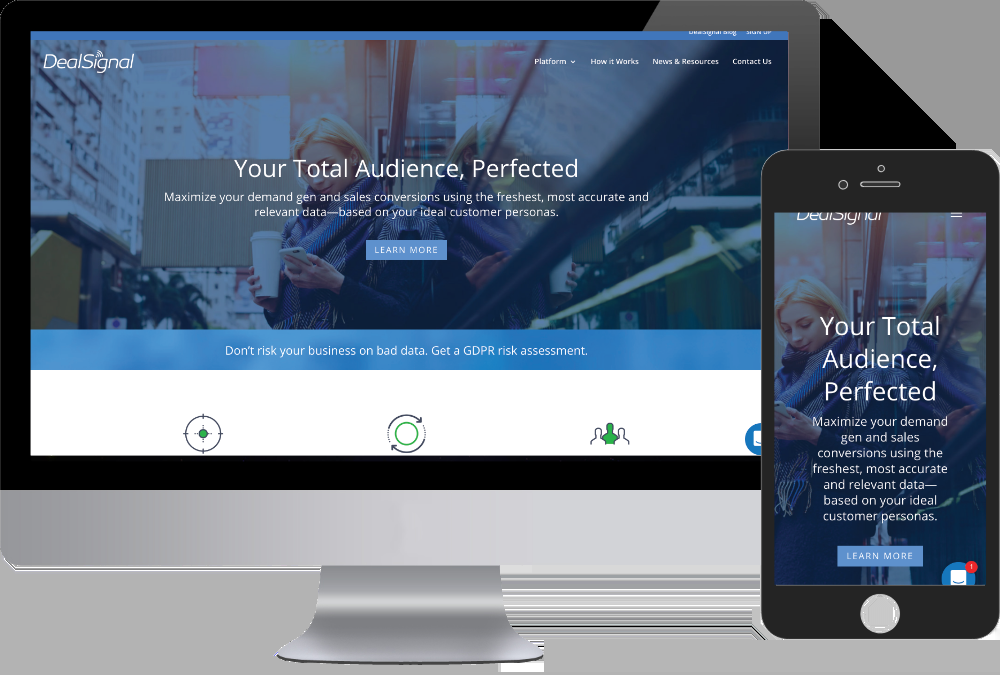 DealSignal Blog SIGN UP
DealSignal
Platform How it Works News & Resources Contact Us
Your Total Audience, Perfected
Maximize your demand gen and sales conversions using the freshest, most accurate and
relevant data—based on your ideal customer personas.
LEARN MORE
Don't risk your business on bad data. Get a GDPR risk assessment.
DealSignal
Your Total
Audience,
Perfected
Maximize your demand
gen and sales
conversions using the
freshest, most accurate
and relevant data—
based on your ideal
customer personas.
LEARN MORE
1